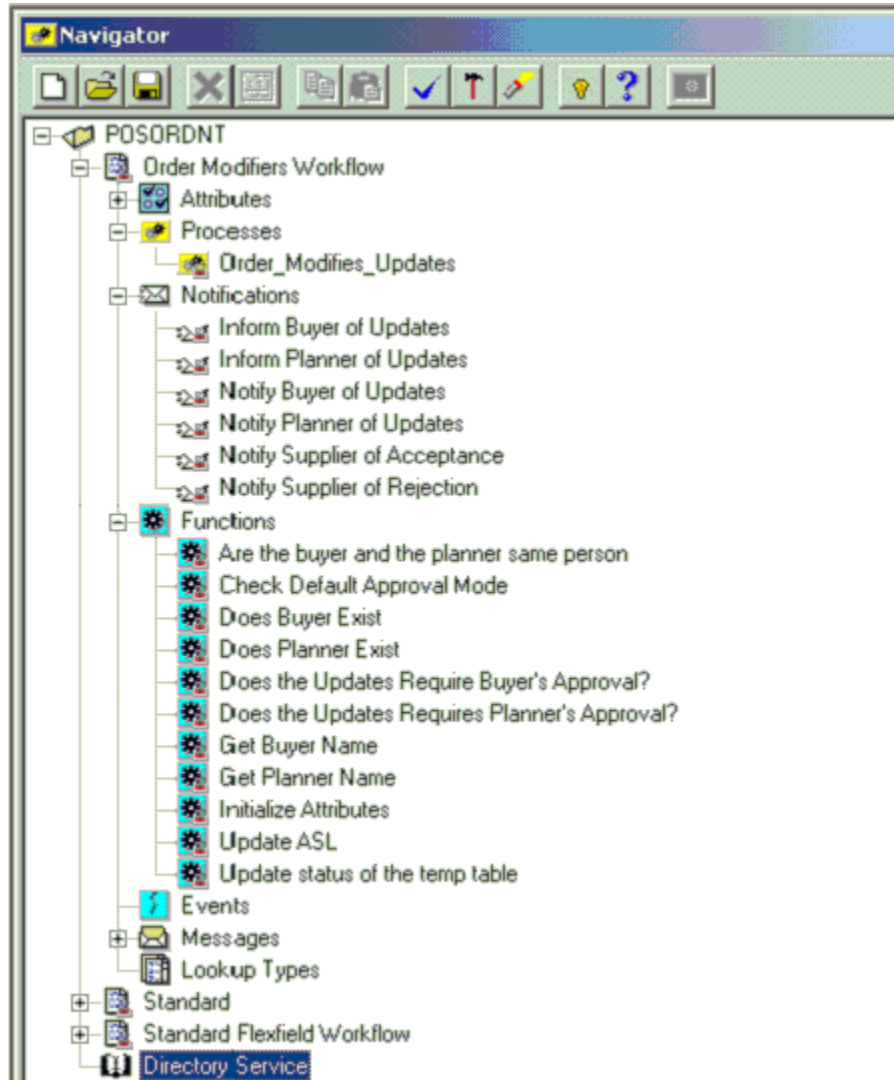 Navigator
POSORDNT
Order Modifiers Workflow
Attributes
Processes
Order_Modifies_Updates
Notifications
Inform Buyer of Updates
Inform Planner of Updates
Notify Buyer of Updates
Notify Planner of Updates
Notify Supplier of Acceptance
Notify Supplier of Rejection
Functions
Are the buyer and the planner same person
Check Default Approval Mode
Does Buyer Exist
Does Planner Exist
Does the Updates Require Buyer's Approval?
Does the Updates Requires Planner's Approval?
Get Buyer Name
Get Planner Name
Initialize Attributes
Update ASL
Update status of the temp table
Events
Messages
Lookup Types
Standard
Standard Flexfield Workflow
Directory Service